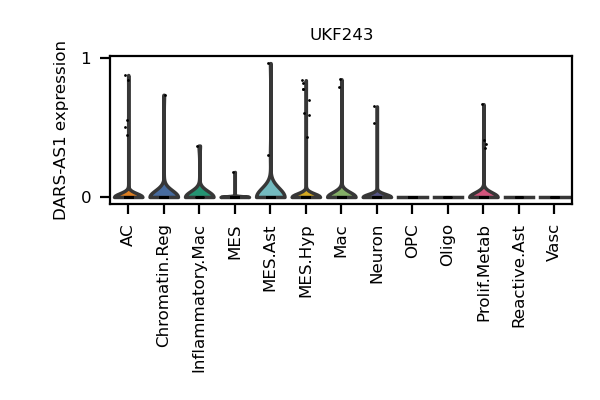 UKF243
DARS-AS1 expression
1
0
AC
Chromatin.Reg
Inflammatory.Mac
MES
MES.Ast
MES.Hyp
Mac
Neuron
OPC
Oligo
Prolif.Metab
Reactive.Ast
Vasc